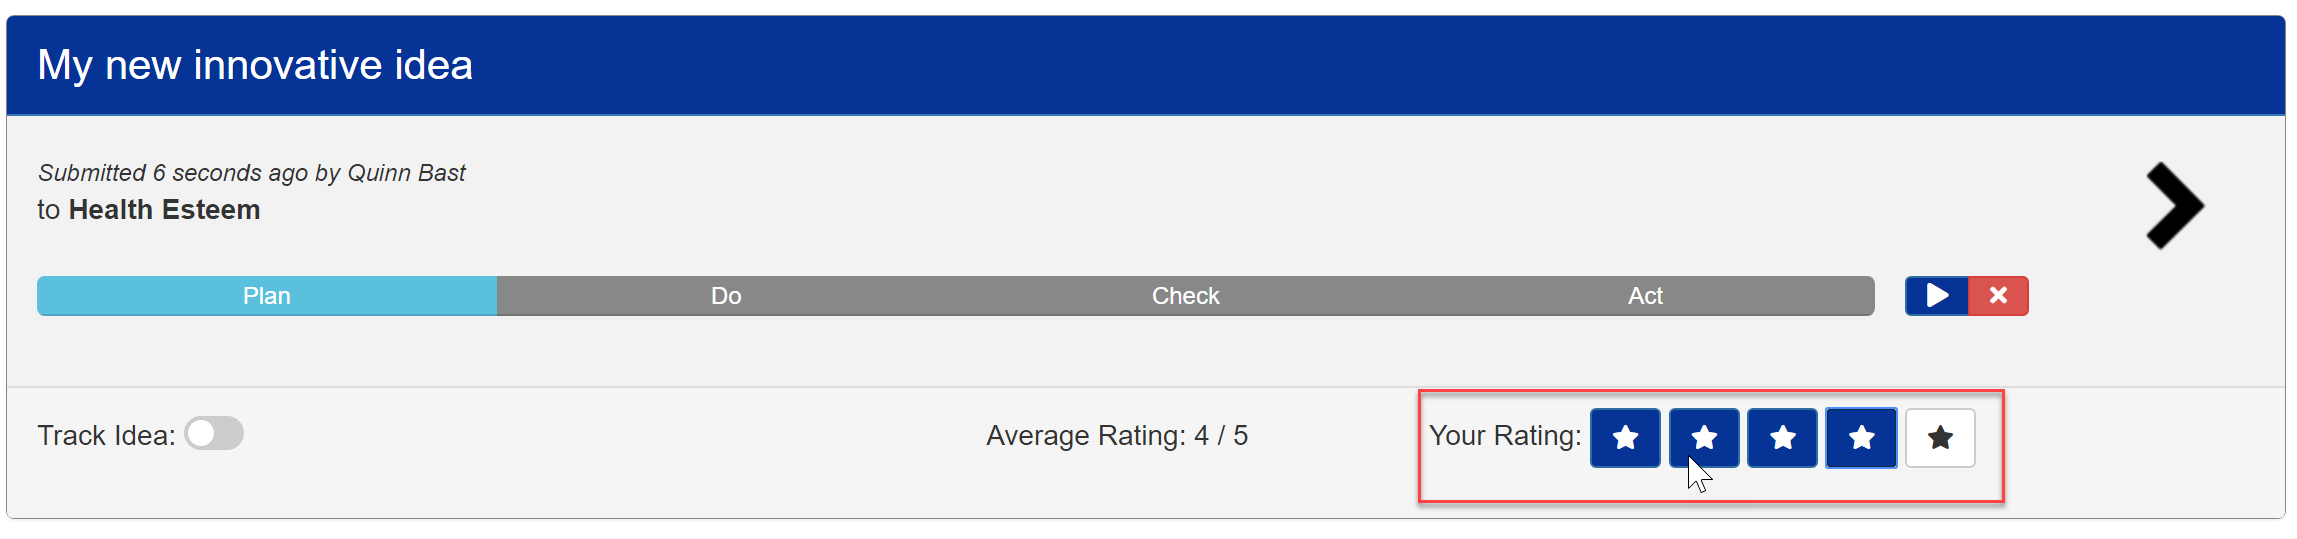 My new innovative idea
Submitted 6 seconds ago by Quinn Bast
to Health Esteem
Plan Do Check Act
Track Idea: Average Rating: 4 / 5 Your Rating: